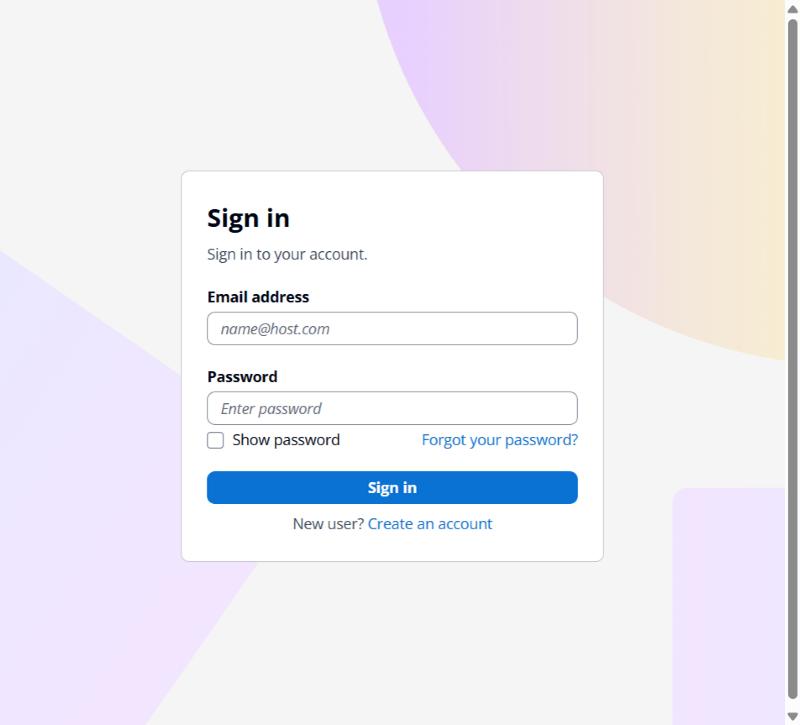 Sign in
Sign in to your account.
Email address
name@host.com
Password
Enter password
Show password Forgot your password?
Sign in
New user? Create an account